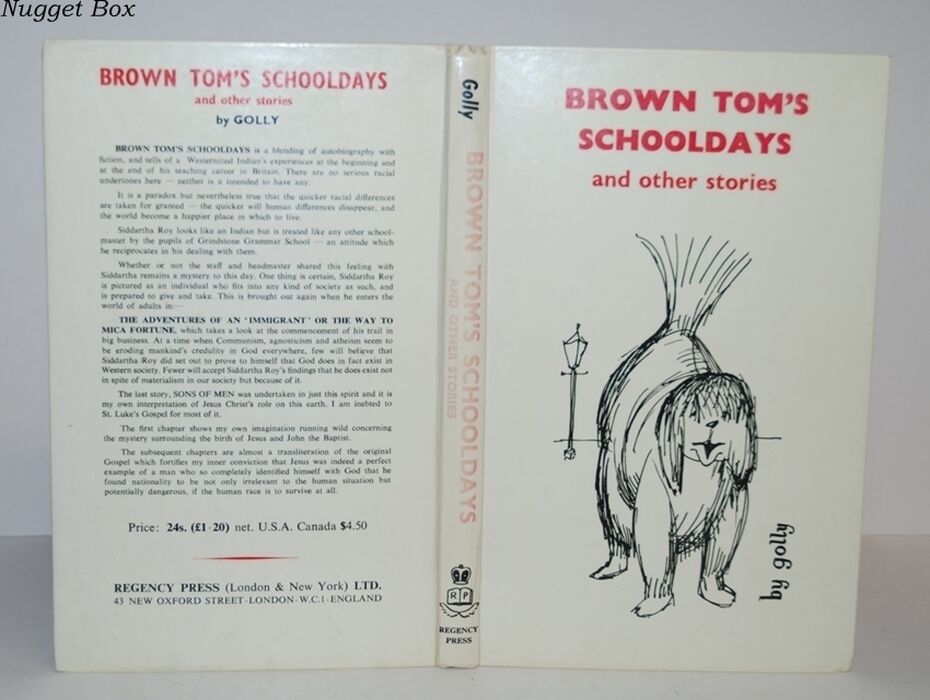 Nugget Box
BROWN TOM'S SCHOOLDAYS
and other stories
by GOLLY
BROWN TOM'S SCHOOLDAYS is a blending of autobiography with
fiction, and tells of a Westernized Indian's experiences at the beginning and
at the end of his teaching career in Britain. There are no serious racial
undertones here — neither is it intended to have any.
It is a paradox but nevertheless true that the quicker racial differences
are taken for granted — the quicker will human differences disappear, and
the world become a happier place in which to live.
Siddartha Roy looks like an Indian but is treated like any other school-
master by the pupils of Grindstone Grammar School — an attitude which
he reciprocates in his dealing with them.
Whether or not the staff and headmaster shared this feeling with
Siddartha remains a mystery to this day. One thing is certain, Siddartha Roy
is pictured as an individual who fits into any kind of society as such, and
is prepared to give and take. This is brought out again when he enters the
world of adults in:—
THE ADVENTURES OF AN 'IMMIGRANT' OR THE WAY TO
MICA FORTUNE, which takes a look at the commencement of his trail in
big business. At a time when Communism, agnosticism and atheism seem to
be eroding mankind's credulity in God everywhere, few will believe that
Siddartha Roy did set out to prove to himself that God does in fact exist in
Western society. Fewer will accept Siddartha Roy's findings that he does exist not
in spite of materialism in our society but because of it.
The last story, SONS OF MEN was undertaken in just this spirit and it is
my own interpretation of Jesus Christ's role on this earth. I am inebted to
St. Luke's Gospel for most of it.
The first chapter shows my own imagination running wild concerning
the mystery surrounding the birth of Jesus and John the Baptist.
The subsequent chapters are almost a transliteration of the original
Gospel which fortifies my inner conviction that Jesus was indeed a perfect
example of a man who so completely identified himself with God that he
found nationality to be not only irrelevant to the human situation but
potentially dangerous, if the human race is to survive at all.
Price: 24s. (£1·20) net. U.S.A. Canada $4.50
REGENCY PRESS (London & New York) LTD.
43 NEW OXFORD STREET·LONDON·W.C.1·ENGLAND
Golly
BROWN TOM'S SCHOOLDAYS
AND OTHER STORIES
R P
REGENCY
PRESS
BROWN TOM'S
SCHOOLDAYS
and other stories
by golly